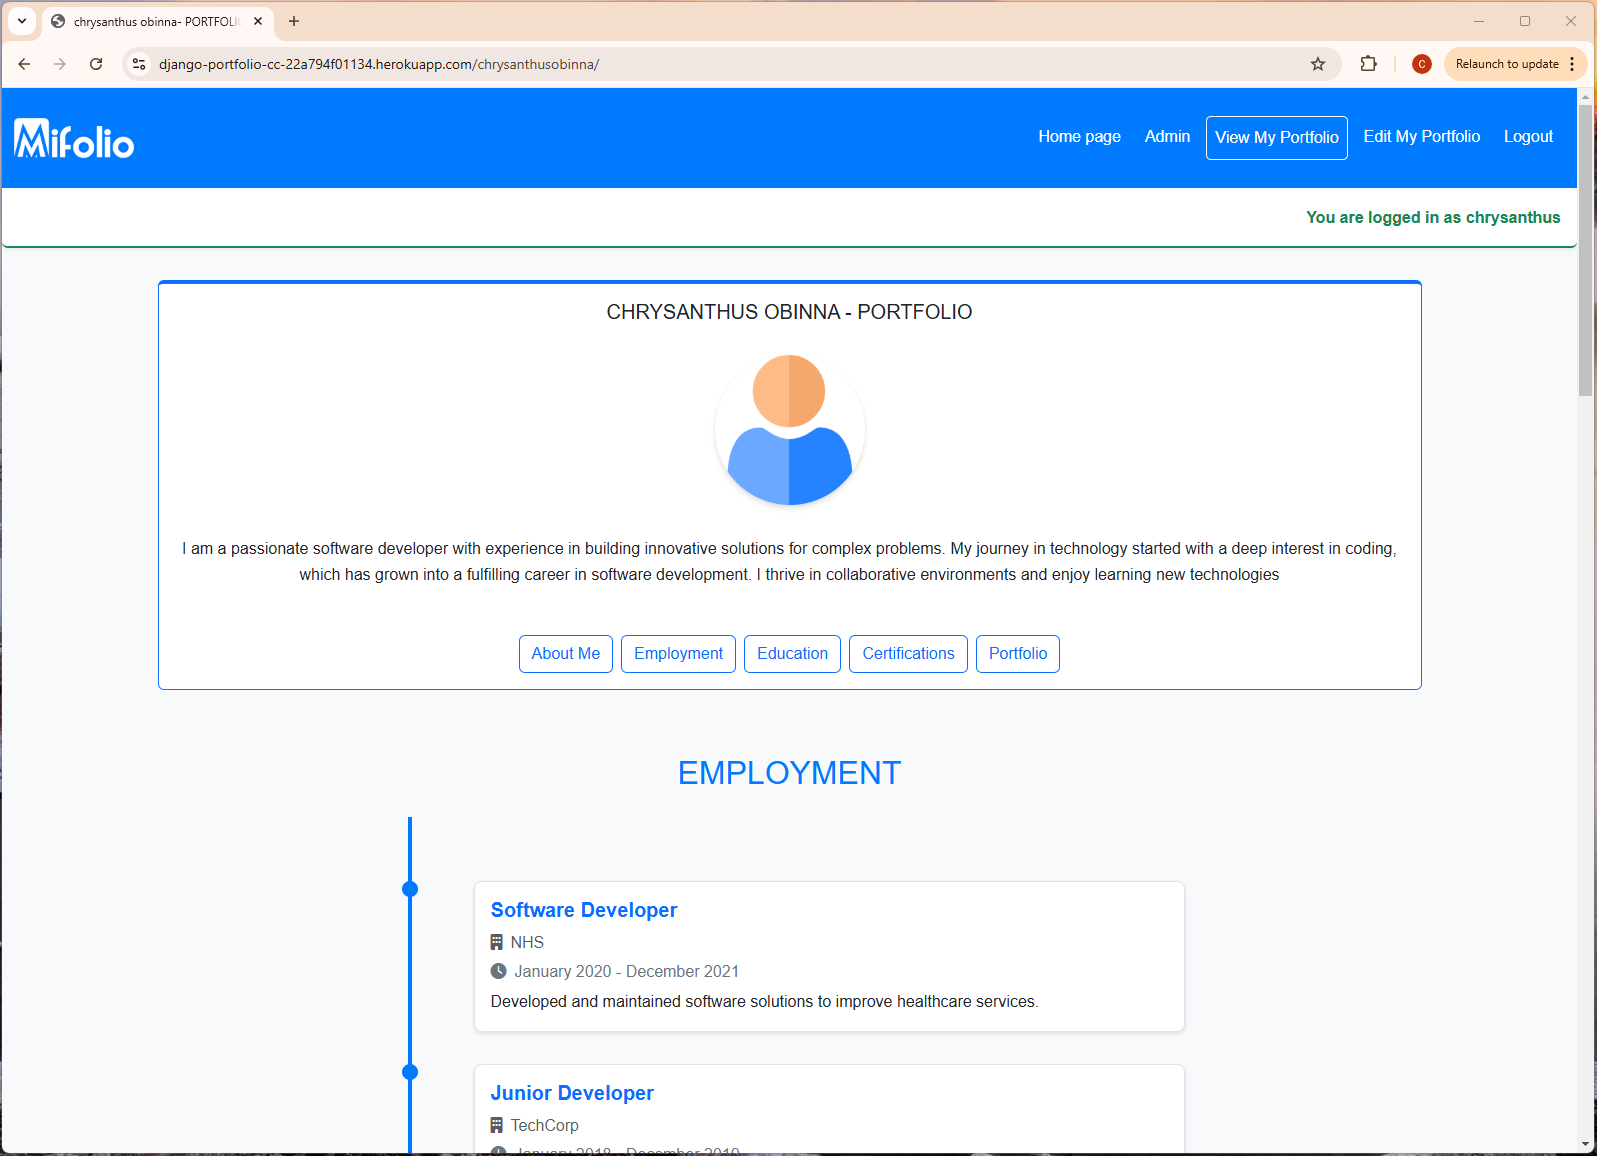 chrysanthus obinna- PORTFOLIO
django-portfolio-cc-22a794f01134.herokuapp.com/chrysanthusobinna/
C
Relaunch to update
Mifolio
Home page
Admin
View My Portfolio
Edit My Portfolio
Logout
You are logged in as chrysanthus
CHRYSANTHUS OBINNA - PORTFOLIO
I am a passionate software developer with experience in building innovative solutions for complex problems. My journey in technology started with a deep interest in coding,
which has grown into a fulfilling career in software development. I thrive in collaborative environments and enjoy learning new technologies
About Me
Employment
Education
Certifications
Portfolio
EMPLOYMENT
Software Developer
NHS
January 2020 - December 2021
Developed and maintained software solutions to improve healthcare services.
Junior Developer
TechCorp
January 2018 - December 2019